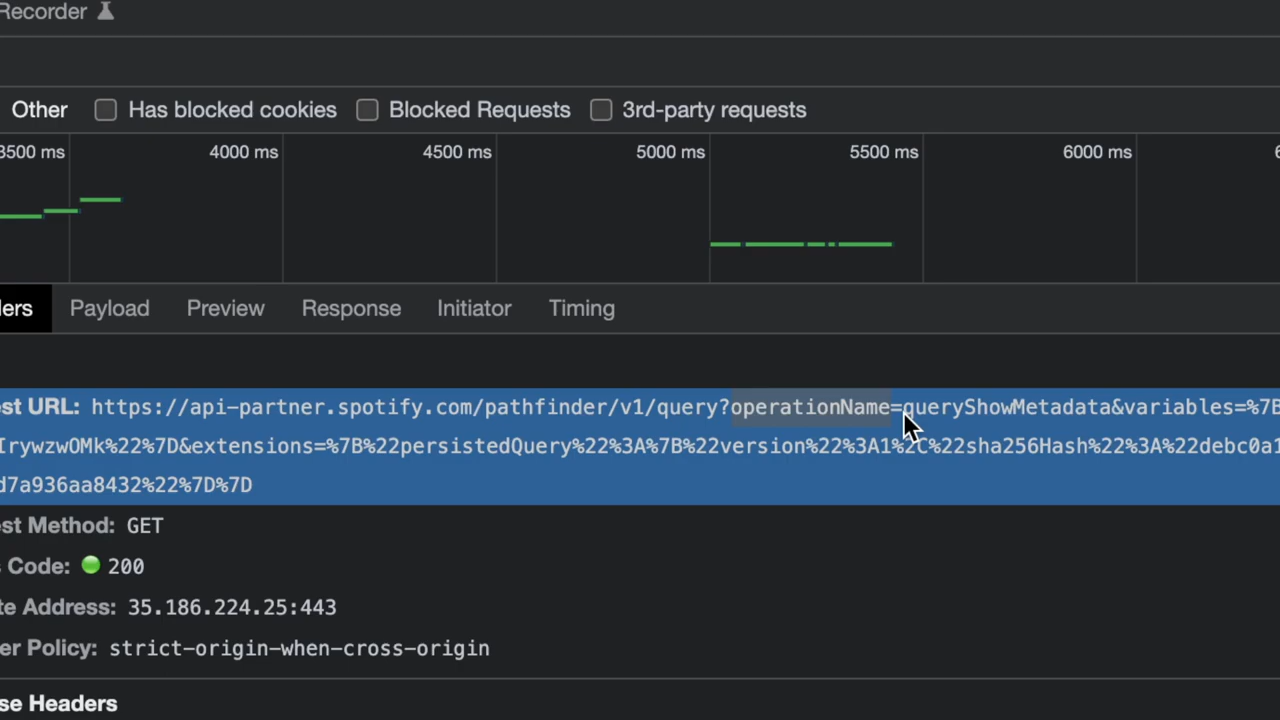 Recorder
Other Has blocked cookies Blocked Requests 3rd-party requests
3500 ms 4000 ms 4500 ms 5000 ms 5500 ms 6000 ms
ders Payload Preview Response Initiator Timing
est URL: https://api-partner.spotify.com/pathfinder/v1/query?operationName=queryShowMetadata&variables=%7B
IrywzwOMk%22%7D&extensions=%7B%22persistedQuery%22%3A%7B%22version%22%3A1%2C%22sha256Hash%22%3A%22debc0a1
d7a936aa8432%22%7D%7D
est Method: GET
s Code: 200
te Address: 35.186.224.25:443
er Policy: strict-origin-when-cross-origin
se Headers